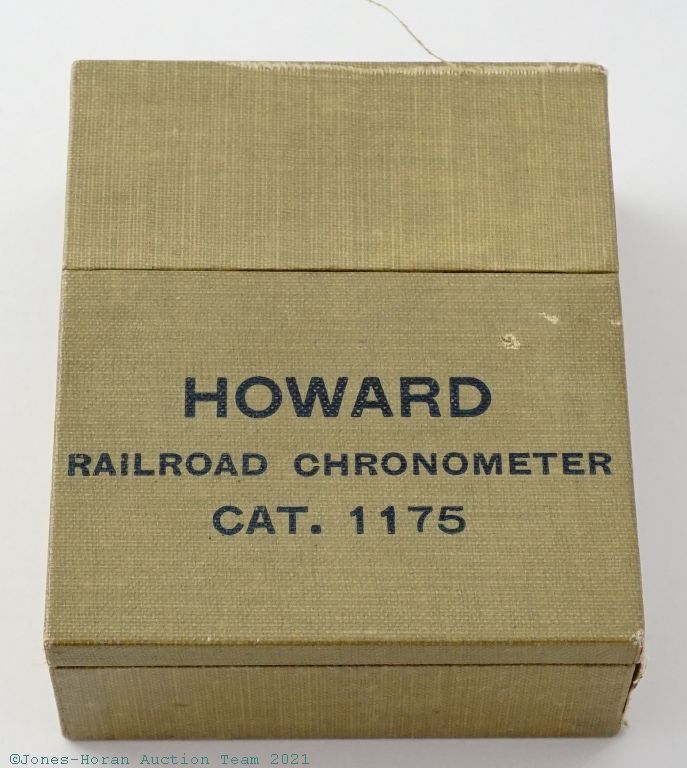 HOWARD
RAILROAD CHRONOMETER
CAT. 1175
©Jones-Horan Auction Team 2021